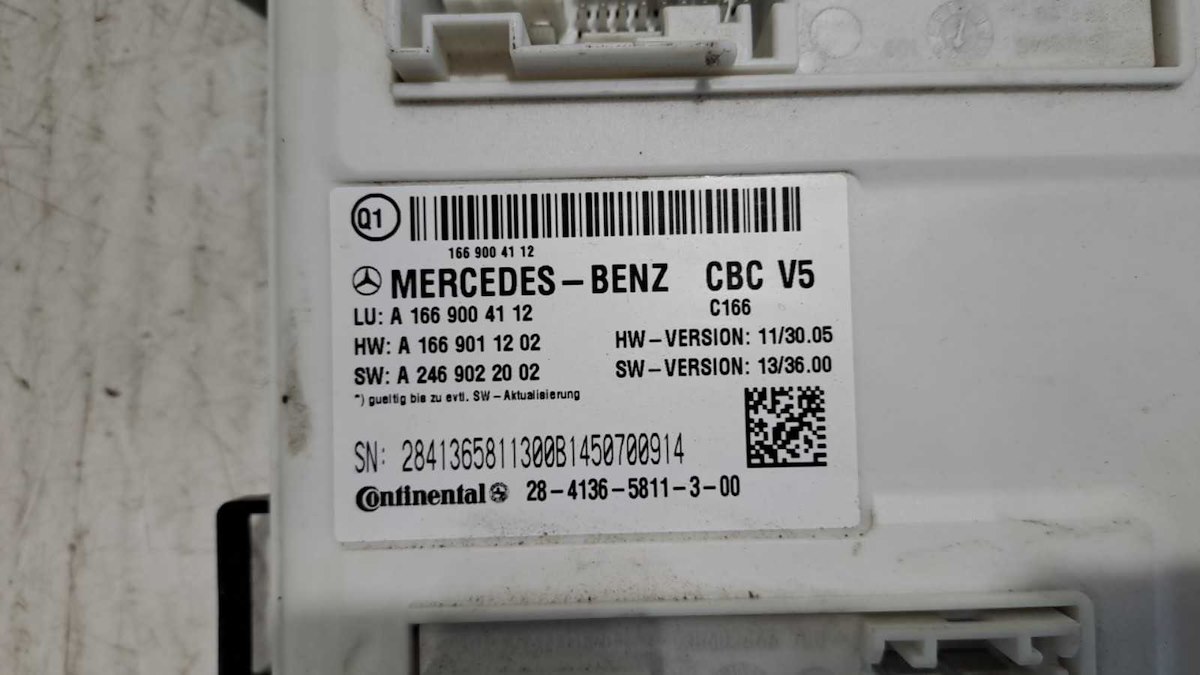 Q1
166 900 41 12
MERCEDES-BENZ CBC V5
C166
LU: A 166 900 41 12
HW: A 166 901 12 02 HW-VERSION: 11/30.05
SW: A 246 902 20 02 SW-VERSION: 13/36.00
*) gueltig bis zu evtl. SW-Aktualisierung
SN: 2841365811300B1450700914
Continental 28-4136-5811-3-00